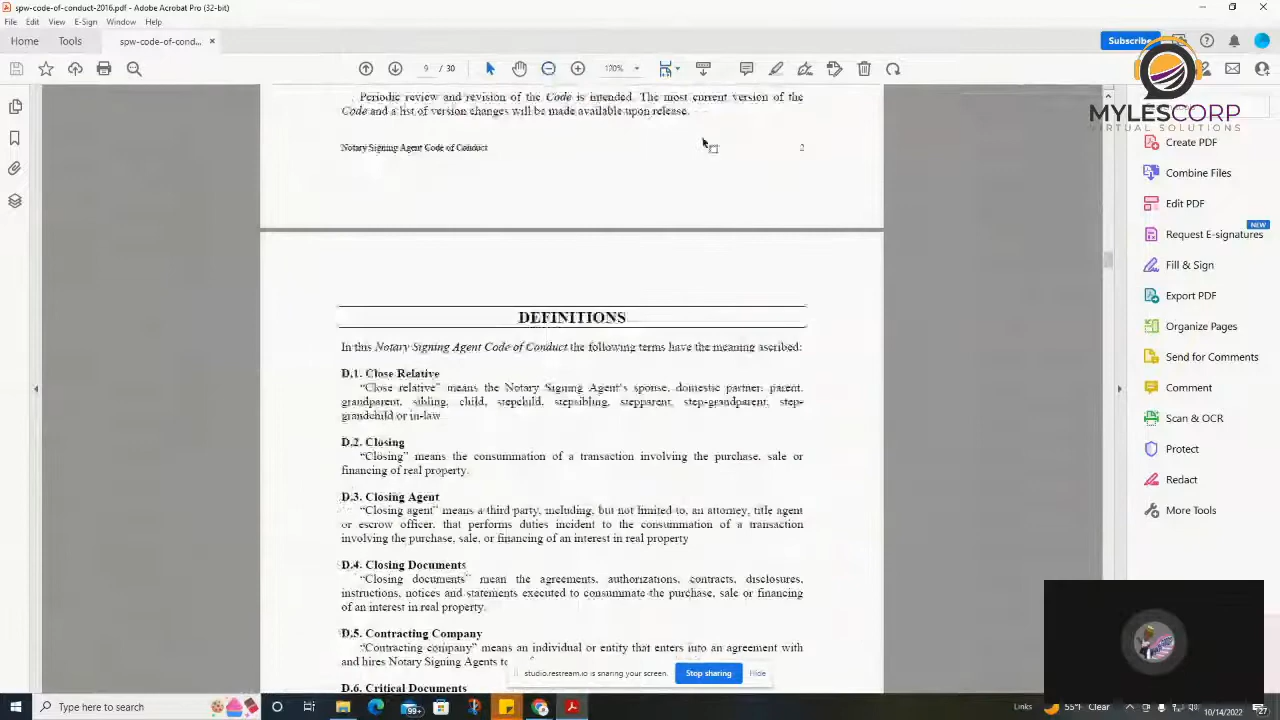 spw-code-of-conduct-2016.pdf - Adobe Acrobat Pro (32-bit)
File Edit View E-Sign Window Help
Home Tools spw-code-of-cond... ×
Subscribe
/ 30 120%
MYLESCORP
VIRTUAL SOLUTIONS
Periodic review and revision of the Code is intended. The most current version of the
Code and a list of version changes will be made available upon release.
Notary Signing Agent Code of Conduct 2
DEFINITIONS
In this Notary Signing Agent Code of Conduct the following terms have the meaning ascribed:
D.1. Close Relative
“Close relative” means the Notary Signing Agent’s spouse, domestic partner, parent,
grandparent, sibling, child, stepchild, stepsibling, stepparent, step-grandparent, step-
grandchild or in-law
D.2. Closing
“Closing” means the consummation of a transaction involving the purchase, sale or
financing of real property.
D.3. Closing Agent
“Closing agent” means a third party, including, but not limited to, an attorney, title agent
or escrow officer, that performs duties incident to the consummation of a transaction
involving the purchase, sale, or financing of an interest in real property
D.4. Closing Documents
“Closing documents” mean the agreements, authorizations, contracts, disclosures,
instructions, notices and statements executed to consummate the purchase, sale or financing
of an interest in real property.
D.5. Contracting Company
“Contracting company” means an individual or entity that enters into an agreement with
and hires Notary Signing Agents to
D.6. Critical Documents
Create PDF
Combine Files
Edit PDF
NEW
Request E-signatures
Fill & Sign
Export PDF
Organize Pages
Send for Comments
Comment
Scan & OCR
Protect
Redact
More Tools
studio.restream.io is sharing your screen. Stop sharing Hide
Type here to search
99+
Links
55°F Clear
10/14/2022
27